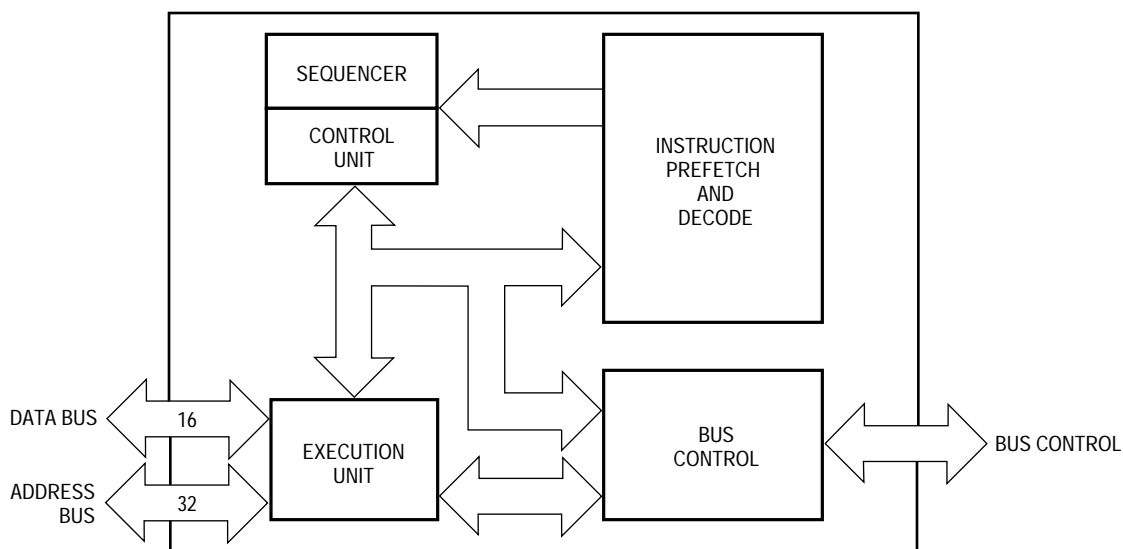 SEQUENCER
CONTROL
UNIT
INSTRUCTION
PREFETCH
AND
DECODE
DATA BUS
16
ADDRESS
BUS
32
EXECUTION
UNIT
BUS
CONTROL
BUS CONTROL